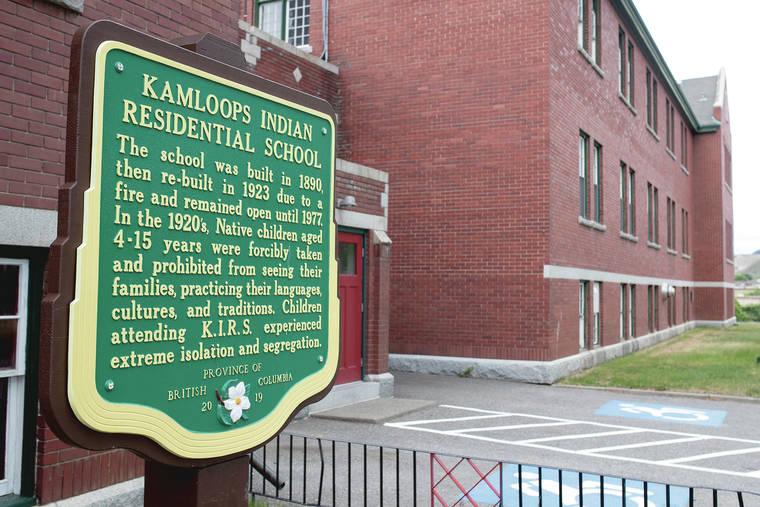 KAMLOOPS INDIAN
RESIDENTIAL SCHOOL
The school was built in 1890,
then re-built in 1923 due to a
fire and remained open until 1977.
In the 1920's, Native children aged
4-15 years were forcibly taken
and prohibited from seeing their
families, practicing their languages,
cultures, and traditions. Children
attending K.I.R.S. experienced
extreme isolation and segregation.
PROVINCE OF
BRITISH COLUMBIA
20 19